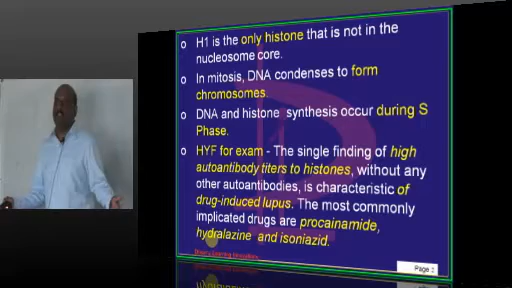 o H1 is the only histone that is not in the
nucleosome core.
o In mitosis, DNA condenses to form
chromosomes.
o DNA and histone synthesis occur during S
Phase.
o HYF for exam - The single finding of high
autoantibody titers to histones, without any
other autoantibodies, is characteristic of
drug-induced lupus. The most commonly
implicated drugs are procainamide,
hydralazine and isoniazid.
Page :